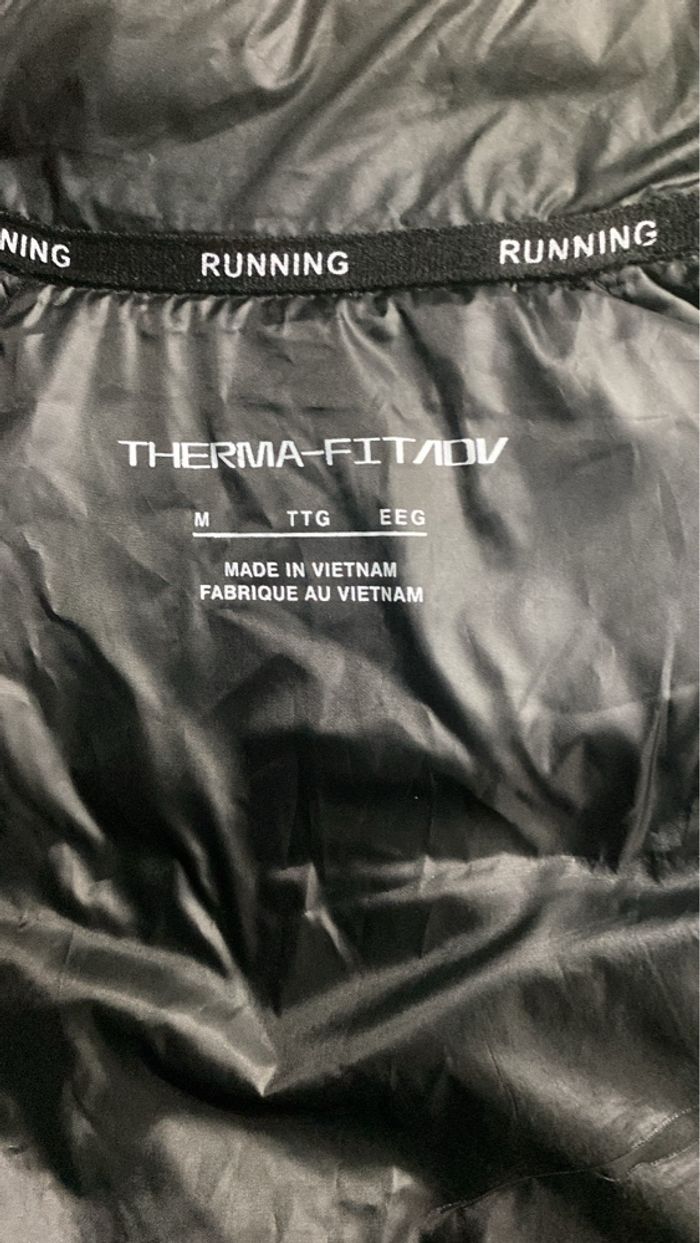 NING RUNNING RUNNING
THERMA-FIT ADV
M TTG EEG
MADE IN VIETNAM
FABRIQUE AU VIETNAM